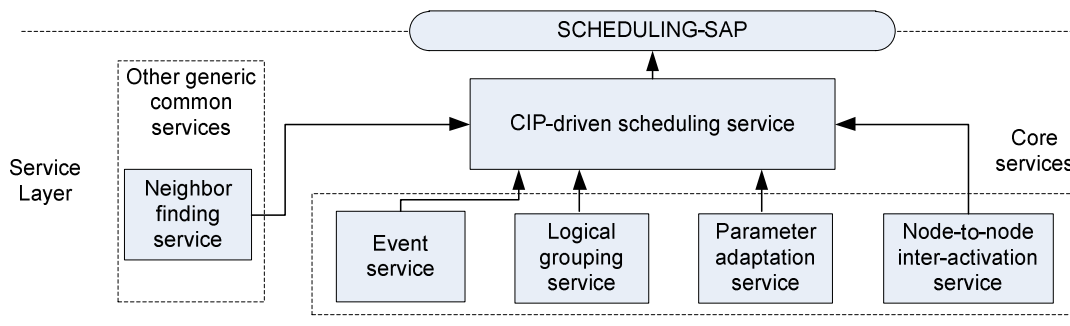 SCHEDULING-SAP
Other generic
common
services
CIP-driven scheduling service
Core
services
Service
Layer
Neighbor
finding
service
Event
service
Logical
grouping
service
Parameter
adaptation
service
Node-to-node
inter-activation
service